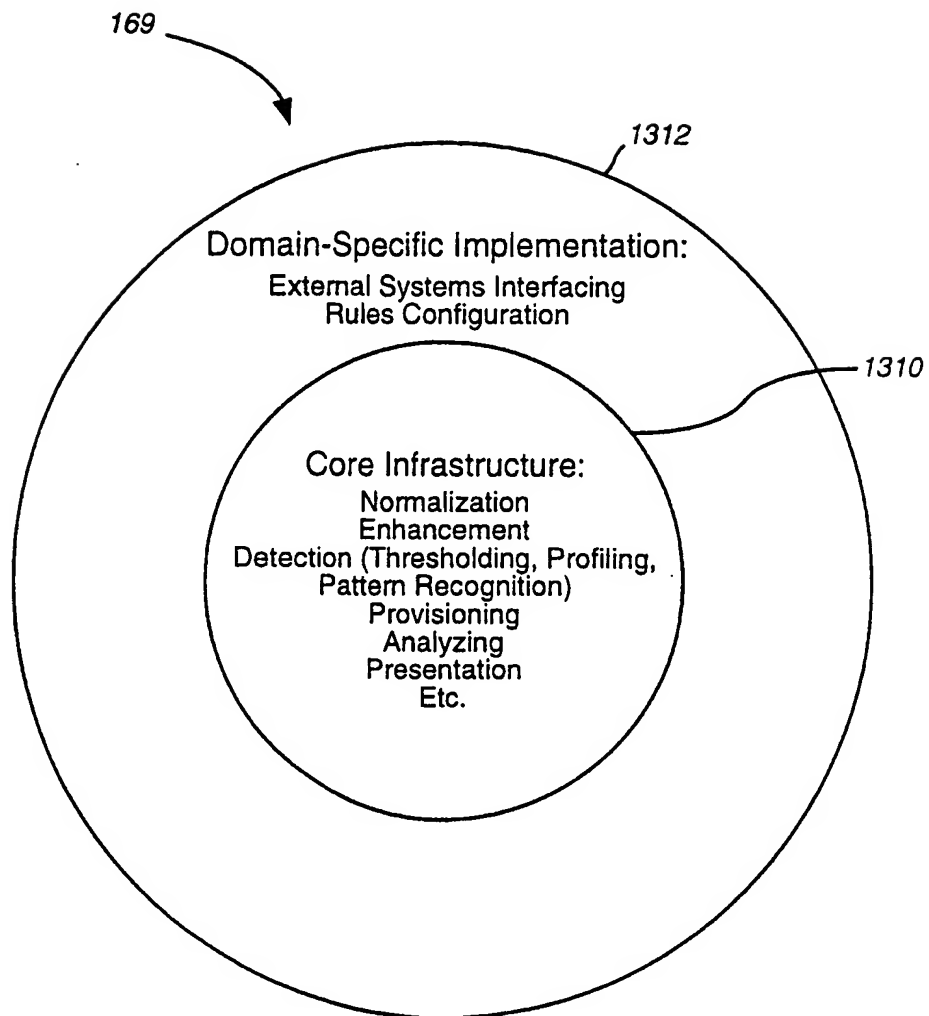 169
1312
Domain-Specific Implementation:
External Systems Interfacing
Rules Configuration
1310
Core Infrastructure:
Normalization
Enhancement
Detection (Thresholding, Profiling,
Pattern Recognition)
Provisioning
Analyzing
Presentation
Etc.